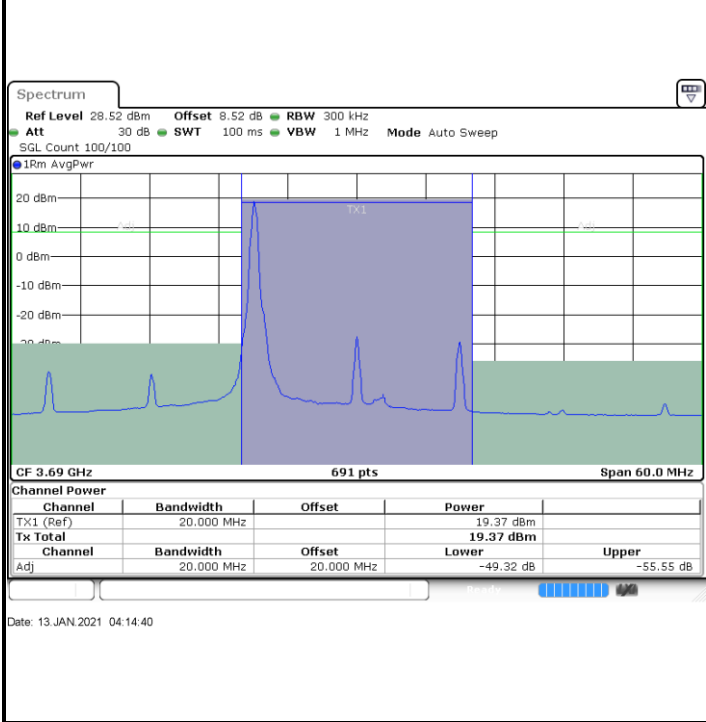 Spectrum
Ref Level 28.52 dBm Offset 8.52 dB RBW 300 kHz
Att 30 dB SWT 100 ms VBW 1 MHz Mode Auto Sweep
SGL Count 100/100
1Rm AvgPwr
20 dBm
TX1
10 dBm
Adj
Adj
0 dBm
-10 dBm
-20 dBm
-30 dBm
CF 3.69 GHz 691 pts Span 60.0 MHz
Channel Power
Channel Bandwidth Offset Power
TX1 (Ref) 20.000 MHz 19.37 dBm
Tx Total 19.37 dBm
Channel Bandwidth Offset Lower Upper
Adj 20.000 MHz 20.000 MHz -49.32 dB -55.55 dB
Ready
Date: 13.JAN.2021 04:14:40